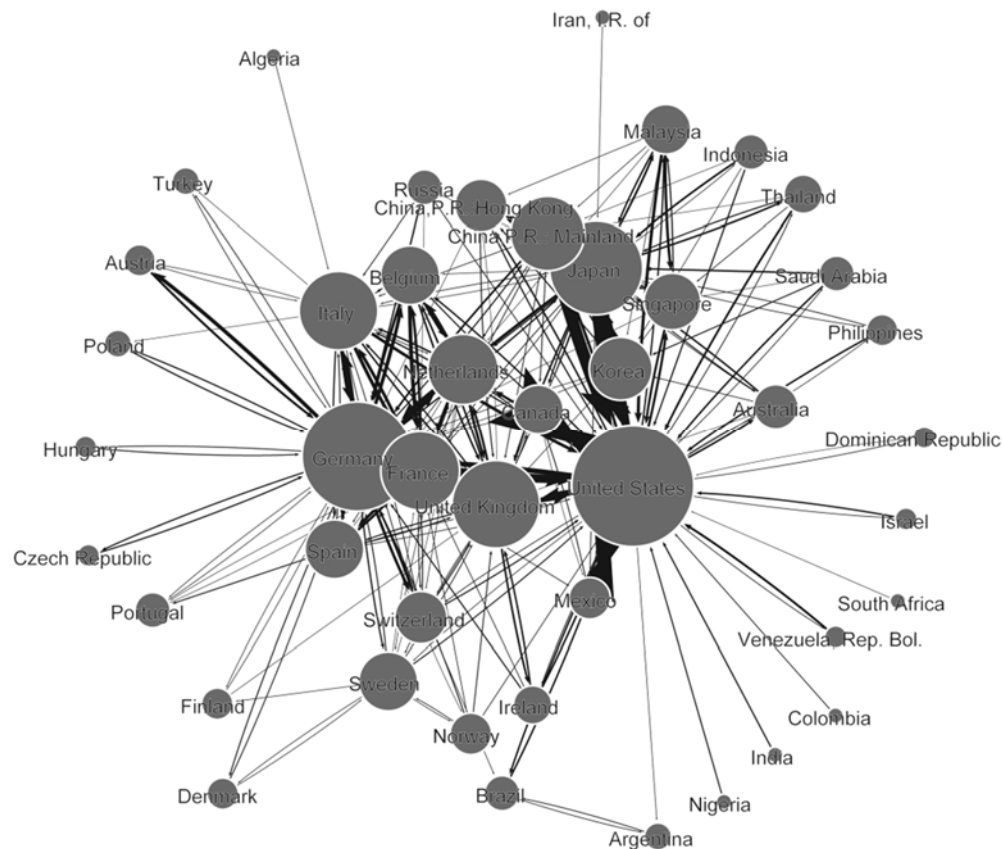 Iran, I.R. of
Algeria
Malaysia
Indonesia
Turkey
Russia
Thailand
China,P.R.:Hong Kong
China,P.R.: Mainland
Austria
Belgium
Japan
Saudi Arabia
Italy
Singapore
Philippines
Poland
Netherlands
Korea
Canada
Australia
Dominican Republic
Hungary
Germany
France
United States
United Kingdom
Israel
Czech Republic
Spain
Portugal
Switzerland
Mexico
South Africa
Venezuela, Rep. Bol.
Sweden
Finland
Ireland
Norway
Colombia
India
Denmark
Brazil
Nigeria
Argentina